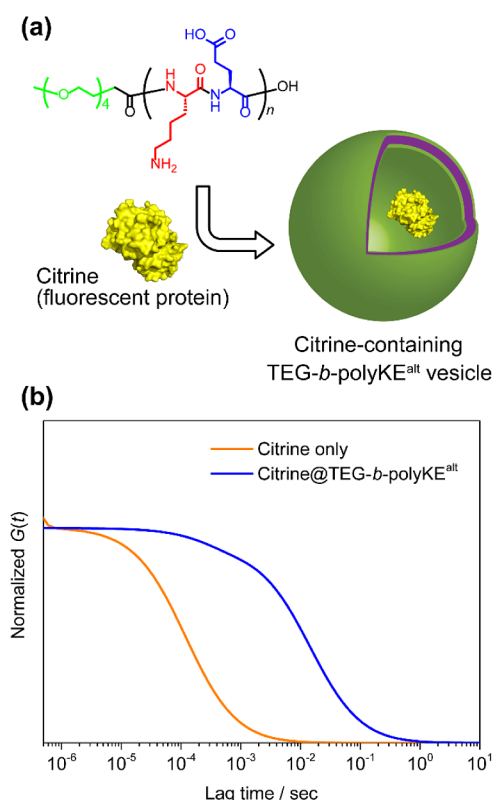 (a)
HO
O
O
4
O
H
N
O
N
H
O
OH
n
NH₂
Citrine
(fluorescent protein)
Citrine-containing
TEG-b-polyKEᵃˡᵗ vesicle
(b)
Citrine only
Citrine@TEG-b-polyKEᵃˡᵗ
Normalized G(t)
10⁻⁶ 10⁻⁵ 10⁻⁴ 10⁻³ 10⁻² 10⁻¹ 10⁰ 10¹
Lag time / sec